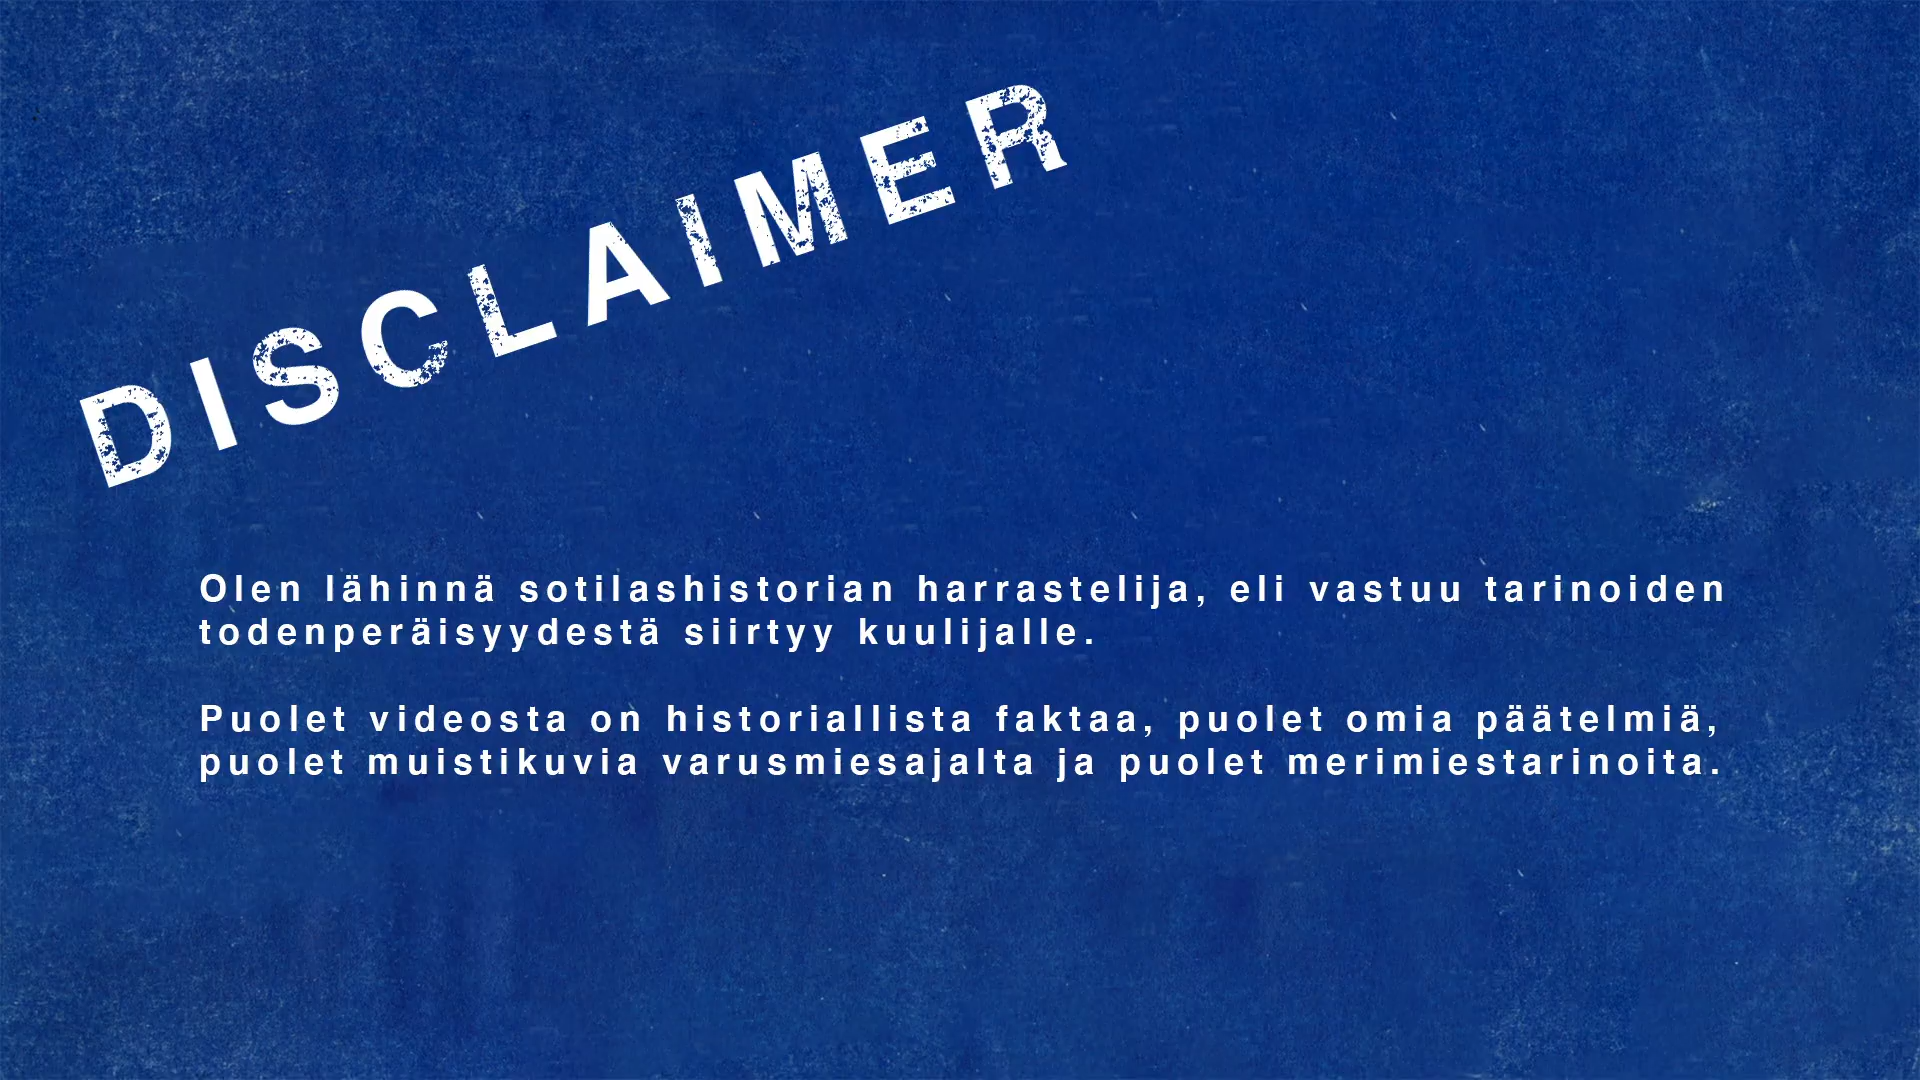 DISCLAIMER
Olen lähinnä sotilashistorian harrastelija, eli vastuu tarinoiden
todenperäisyydestä siirtyy kuulijalle.
Puolet videosta on historiallista faktaa, puolet omia päätelmiä,
puolet muistikuvia varusmiesajalta ja puolet merimiestarinoita.